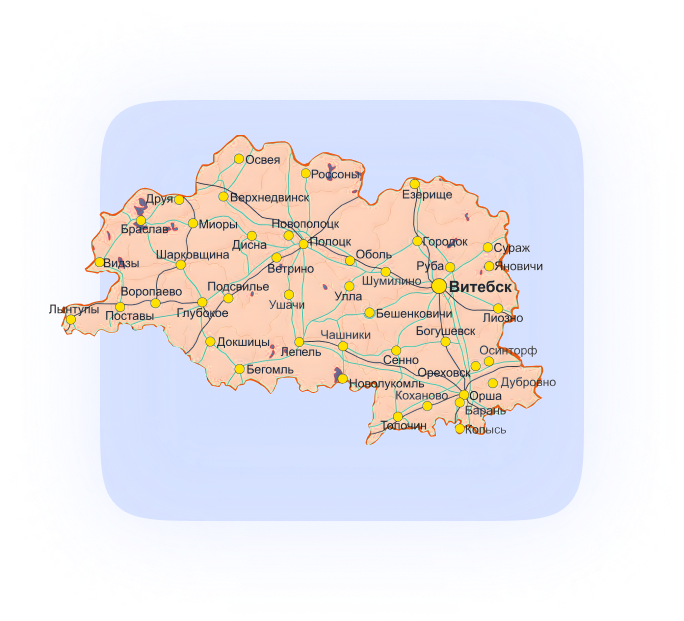 Освея
Россоны
Езерище
Друя
Верхнедвинск
Браслав
Миоры
Новополоцк
Дисна
Полоцк
Городок
Сураж
Шарковщина
Оболь
Видзы
Ветрино
Руба
Яновичи
Шумилино
Витебск
Воропаево
Подсвилье
Улла
Лынтупы
Поставы
Глубокое
Ушачи
Бешенковичи
Лиозно
Чашники
Богушевск
Докшицы
Лепель
Сенно
Осинторф
Бегомль
Новолукомль
Ореховск
Дубровно
Коханово
Орша
Барань
Толочин
Копысь